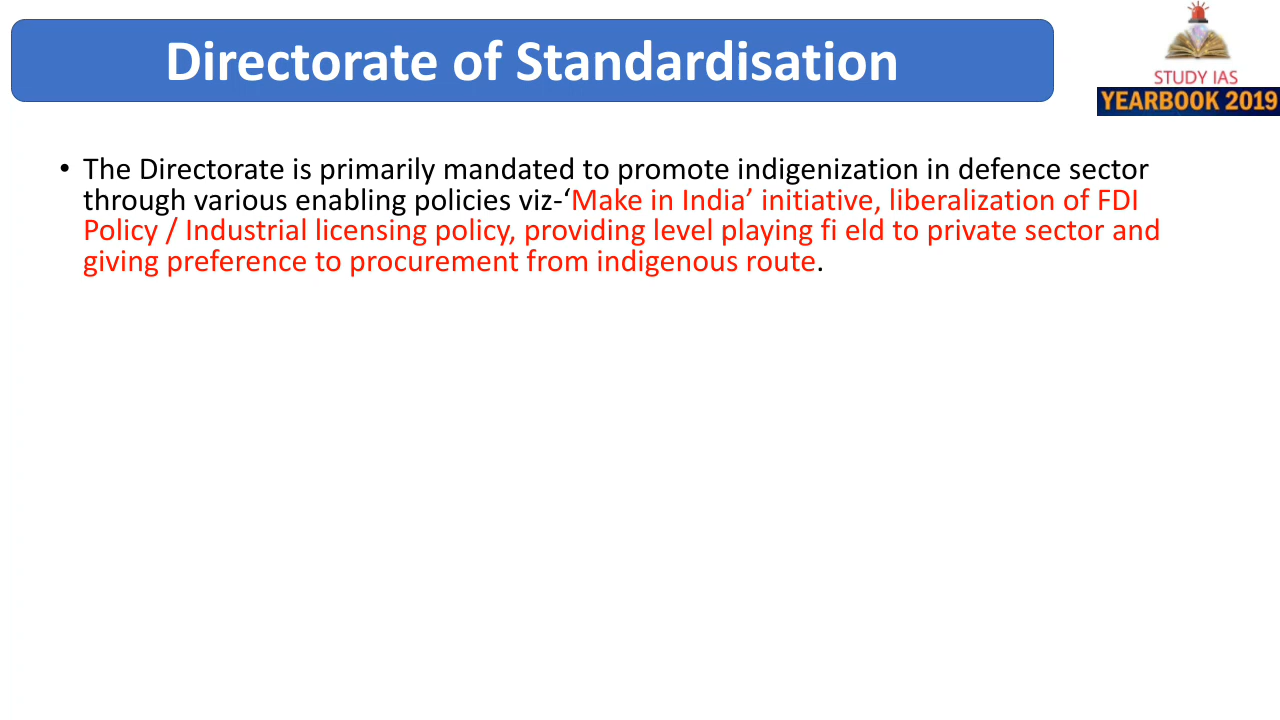 Directorate of Standardisation
STUDY IAS
YEARBOOK 2019
• The Directorate is primarily mandated to promote indigenization in defence sector
through various enabling policies viz-‘Make in India’ initiative, liberalization of FDI
Policy / Industrial licensing policy, providing level playing fi eld to private sector and
giving preference to procurement from indigenous route.